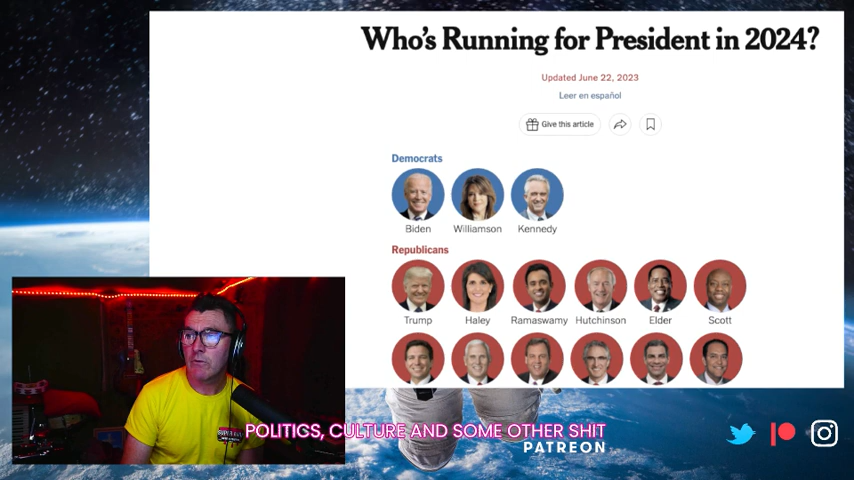 Who's Running for President in 2024?
Updated June 22, 2023
Leer en español
Give this article
Democrats
Biden Williamson Kennedy
Republicans
Trump Haley Ramaswamy Hutchinson Elder Scott
POLITICS, CULTURE AND SOME OTHER SHIT
PATREON